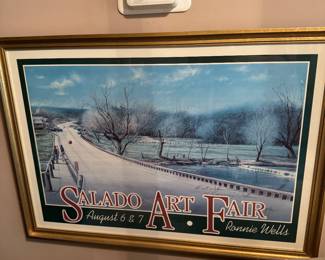 Salado Art Fair
August 6 & 7 Ronnie Wells